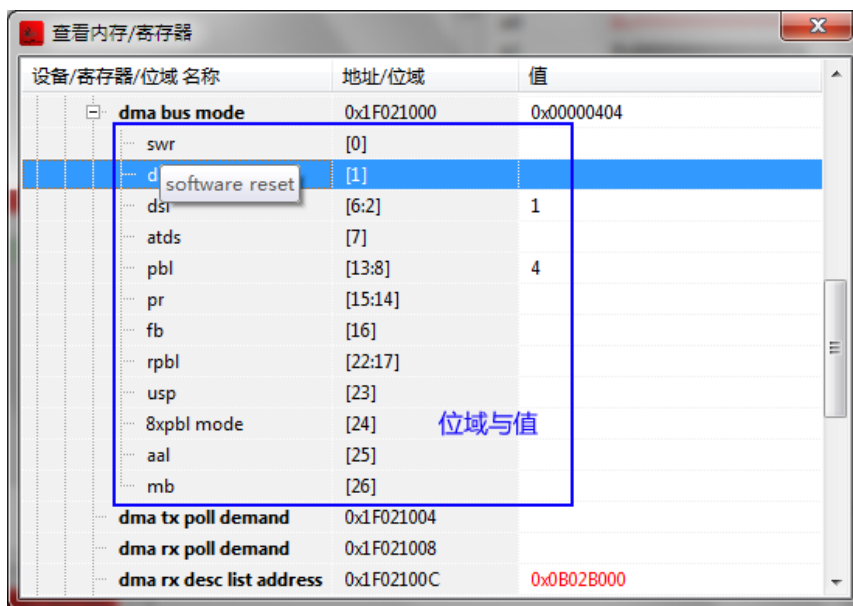 查看内存/寄存器
设备/寄存器/位域 名称 地址/位域 值
dma bus mode 0x1F021000 0x00000404
swr [0]
d [1]
software reset
dsl [6:2] 1
atds [7]
pbl [13:8] 4
pr [15:14]
fb [16]
rpbl [22:17]
usp [23]
8xpbl mode [24]
位域与值
aal [25]
mb [26]
dma tx poll demand 0x1F021004
dma rx poll demand 0x1F021008
dma rx desc list address 0x1F02100C 0x0B02B000